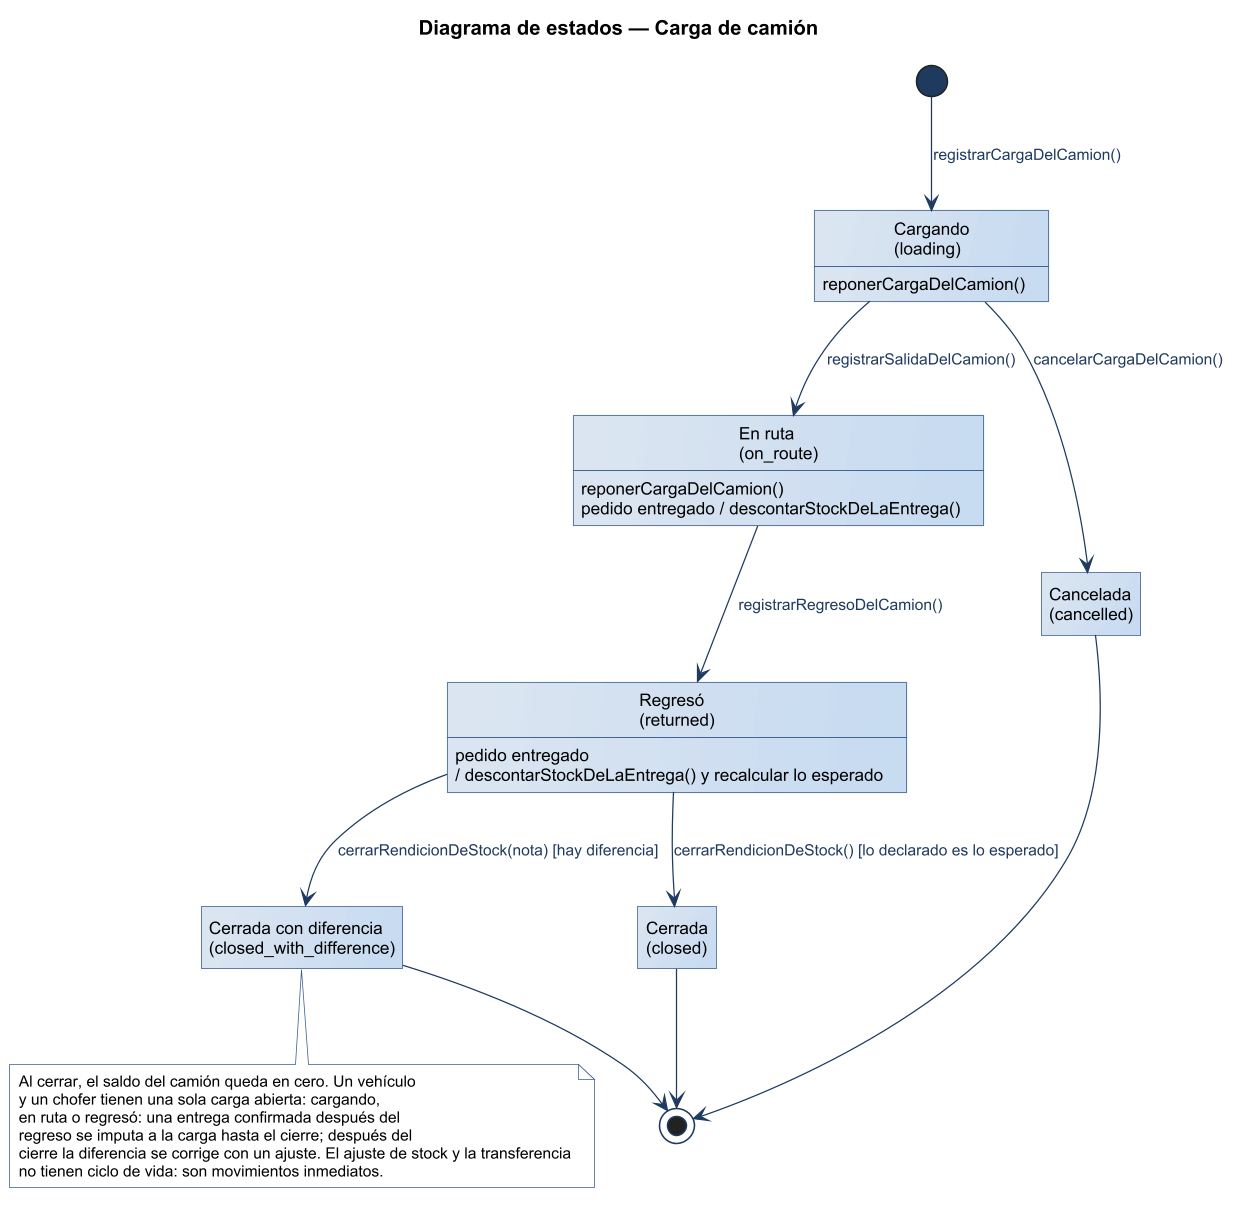 Diagrama de estados — Carga de camión
registrarCargaDelCamion()
Cargando
(loading)
reponerCargaDelCamion()
registrarSalidaDelCamion()
cancelarCargaDelCamion()
En ruta
(on_route)
reponerCargaDelCamion()
pedido entregado / descontarStockDeLaEntrega()
Cancelada
(cancelled)
registrarRegresoDelCamion()
Regresó
(returned)
pedido entregado
/ descontarStockDeLaEntrega() y recalcular lo esperado
cerrarRendicionDeStock(nota) [hay diferencia]
cerrarRendicionDeStock() [lo declarado es lo esperado]
Cerrada con diferencia
(closed_with_difference)
Cerrada
(closed)
Al cerrar, el saldo del camión queda en cero. Un vehículo
y un chofer tienen una sola carga abierta: cargando,
en ruta o regresó: una entrega confirmada después del
regreso se imputa a la carga hasta el cierre; después del
cierre la diferencia se corrige con un ajuste. El ajuste de stock y la transferencia
no tienen ciclo de vida: son movimientos inmediatos.